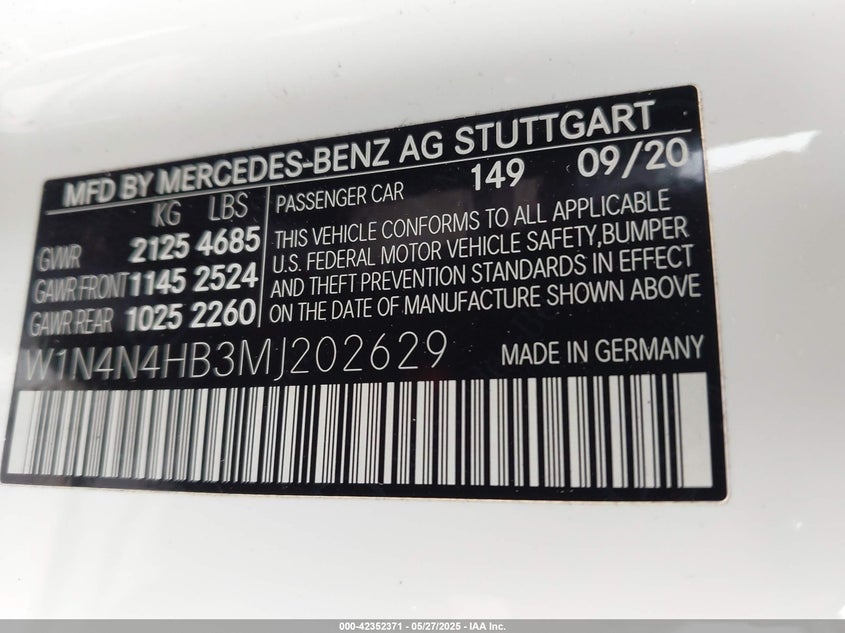 MFD BY MERCEDES-BENZ AG STUTTGART
KG LBS
GVWR 2125 4685
GAWR FRONT 1145 2524
GAWR REAR 1025 2260
PASSENGER CAR 149 09/20
THIS VEHICLE CONFORMS TO ALL APPLICABLE
U.S. FEDERAL MOTOR VEHICLE SAFETY,BUMPER
AND THEFT PREVENTION STANDARDS IN EFFECT
ON THE DATE OF MANUFACTURE SHOWN ABOVE
W1N4N4HB3MJ202629
MADE IN GERMANY
000-42352371 - 05/27/2025 - IAA Inc.